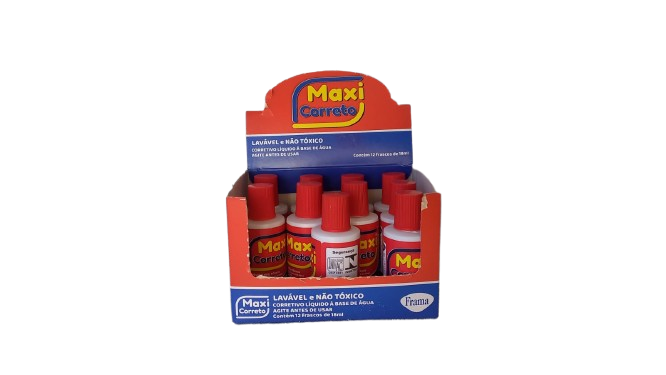 Maxi
Correto
LAVÁVEL e NÃO TÓXICO
CORRETIVO LÍQUIDO À BASE DE ÁGUA
AGITE ANTES DE USAR
Contém 12 frascos de 18ml
Maxi
Correto
Maxi
Correto
Segurança
Ma
Maxi
Correto
LAVÁVEL e NÃO TÓXICO
CORRETIVO LÍQUIDO À BASE DE ÁGUA
AGITE ANTES DE USAR
Contém 12 frascos de 18ml
Frama